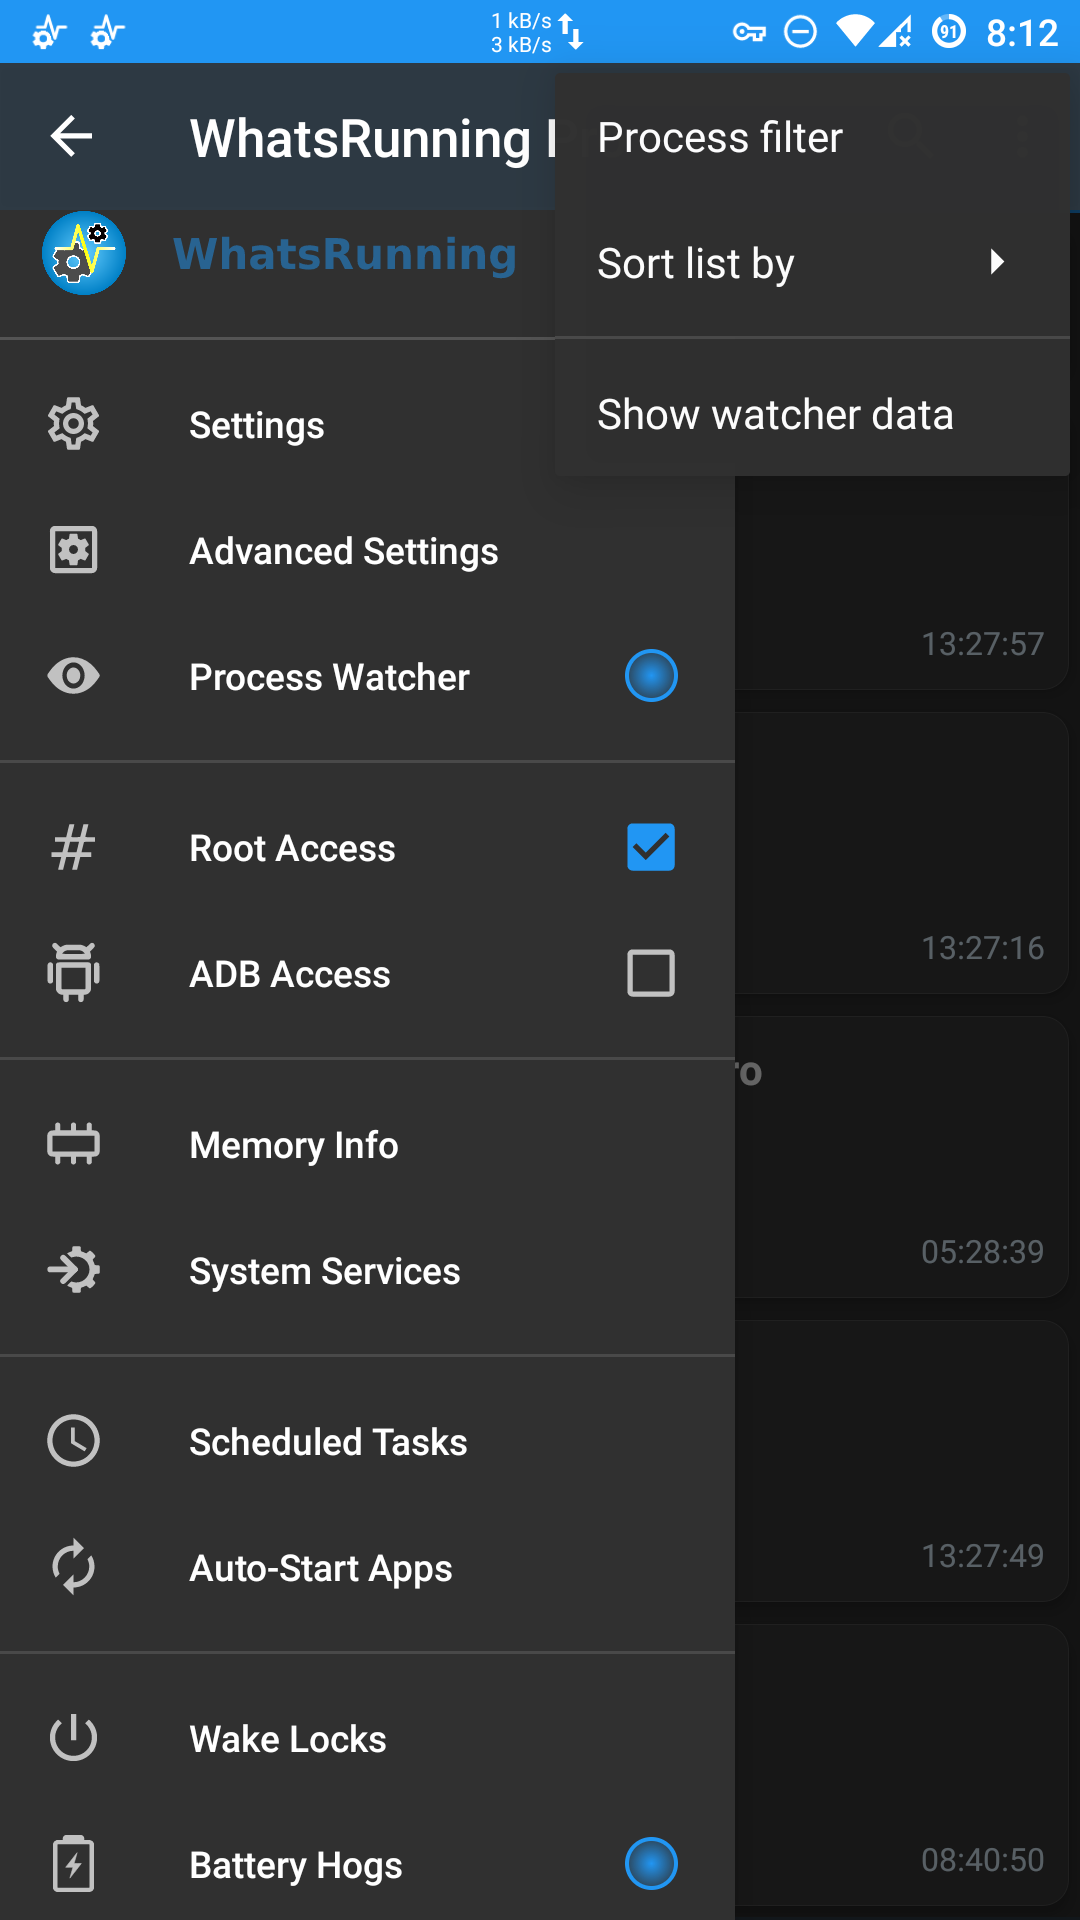 1 kB/s
3 kB/s
91
8:12
WhatsRunning
Process filter
WhatsRunning
Sort list by
Settings
Show watcher data
Advanced Settings
13:27:57
Process Watcher
Root Access
13:27:16
ADB Access
ro
Memory Info
05:28:39
System Services
Scheduled Tasks
13:27:49
Auto-Start Apps
Wake Locks
08:40:50
Battery Hogs